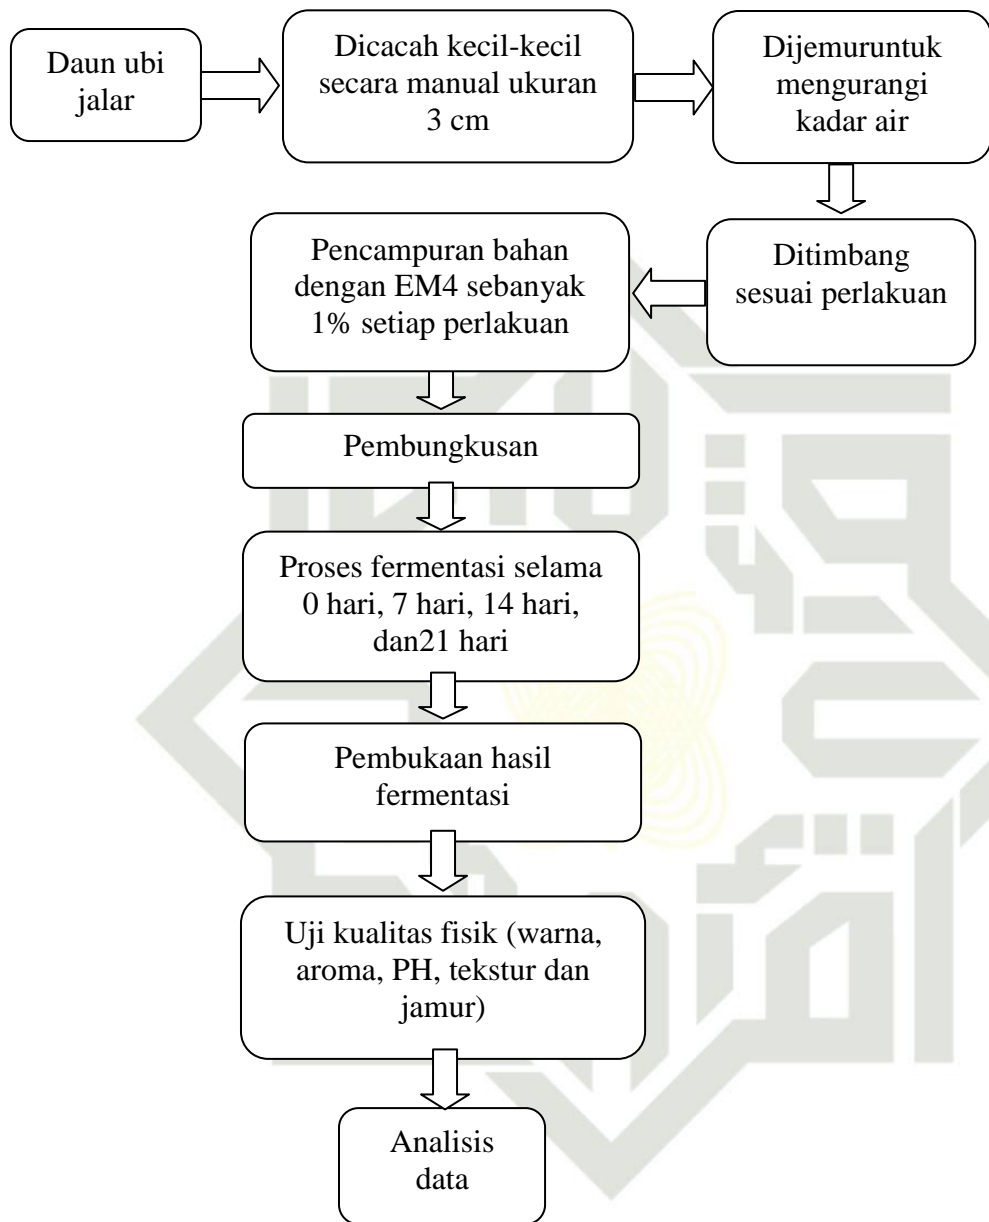 Daun ubi
jalar
Dicacah kecil-kecil
secara manual ukuran
3 cm
Dijemuruntuk
mengurangi
kadar air
Ditimbang
sesuai perlakuan
Pencampuran bahan
dengan EM4 sebanyak
1% setiap perlakuan
Pembungkusan
Proses fermentasi selama
0 hari, 7 hari, 14 hari,
dan21 hari
Pembukaan hasil
fermentasi
Uji kualitas fisik (warna,
aroma, PH, tekstur dan
jamur)
Analisis
data